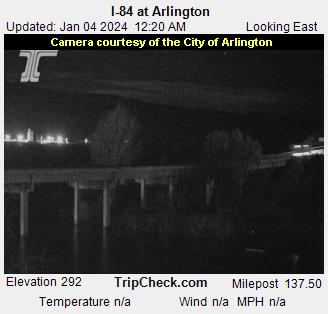 I-84 at Arlington
Updated: Jan 04 2024 12:20 AM Looking East
Camera courtesy of the City of Arlington
Elevation 292 TripCheck.com Milepost 137.50
Temperature n/a Wind n/a MPH n/a